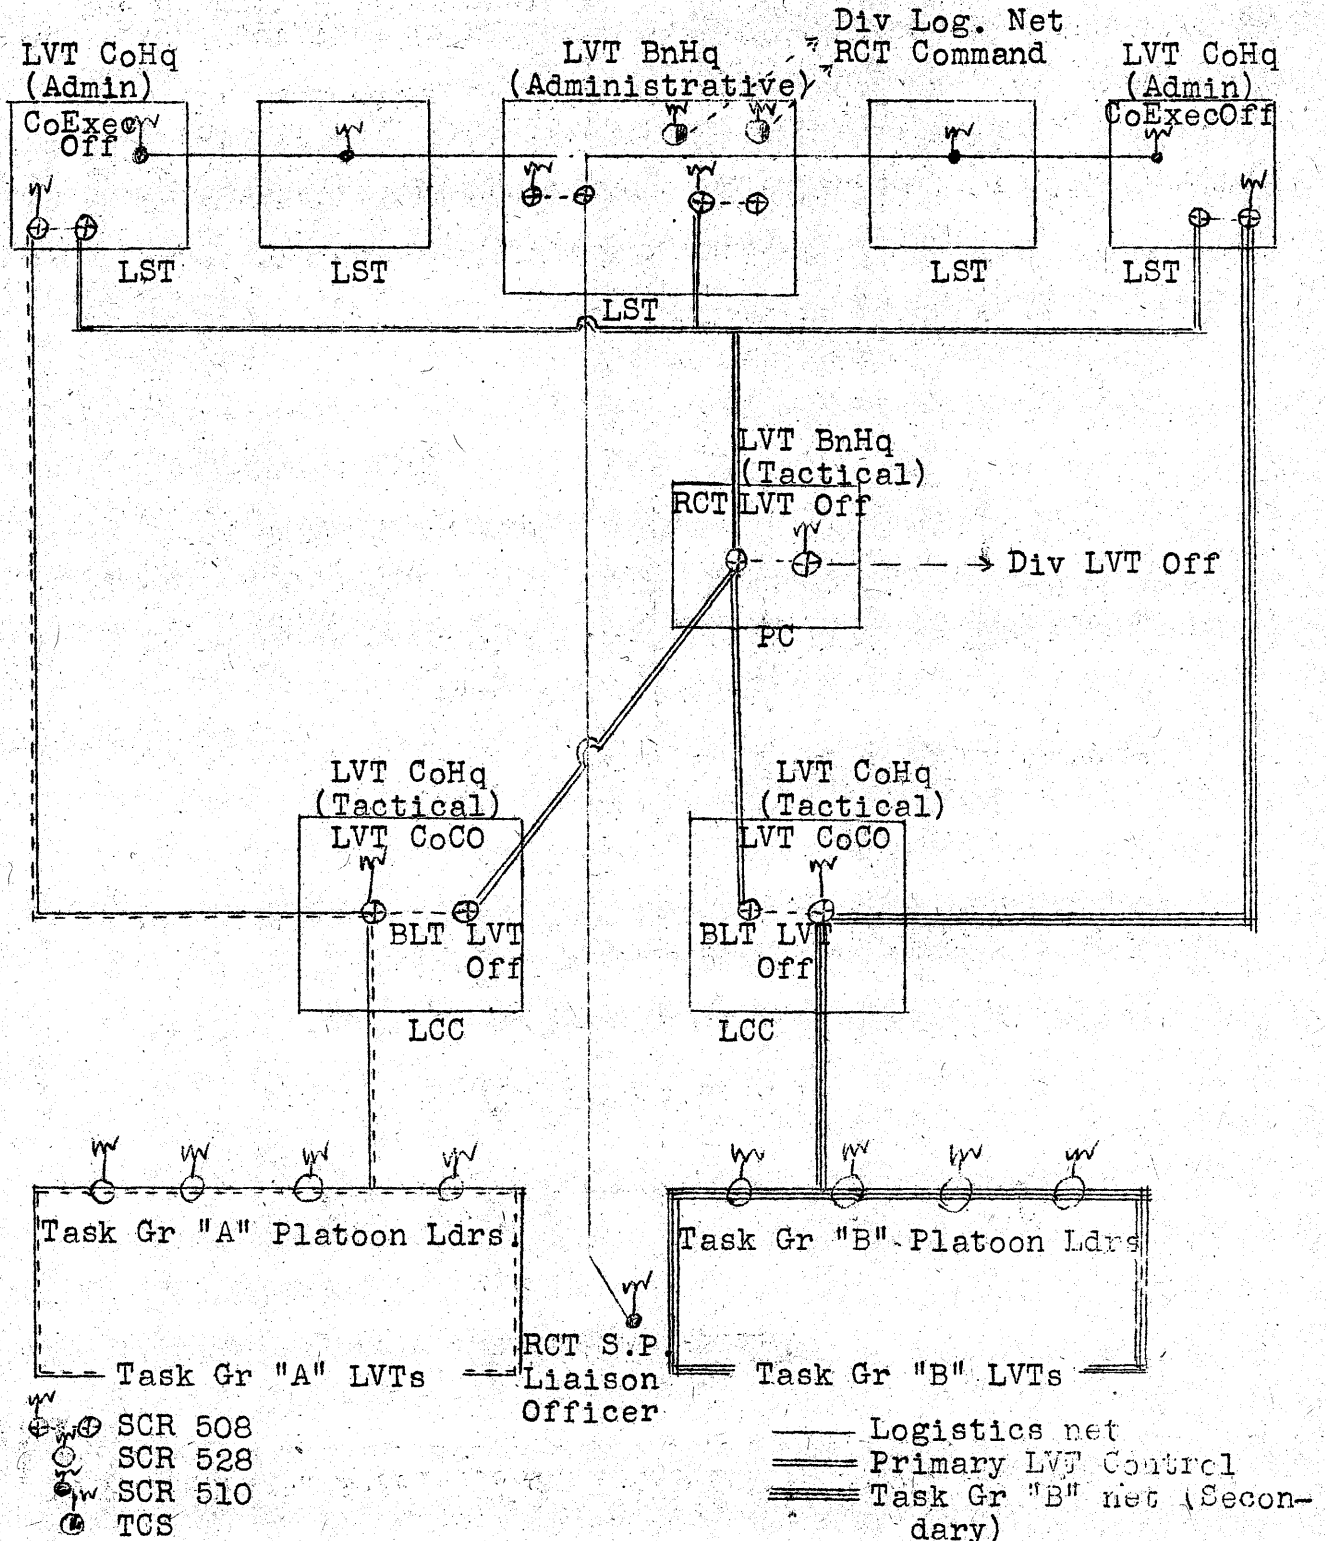 Div Log. Net
RCT Command
LVT CoHq
(Admin)
CoExec
Off
LVT BnHq
(Administrative)
LVT CoHq
(Admin)
CoExecOff
LST
LST
LST
LST
LST
LVT BnHq
(Tactical)
RCT LVT Off
Div LVT Off
PC
LVT CoHq
(Tactical)
LVT CoCO
BLT LVT
Off
LCC
LVT CoHq
(Tactical)
LVT CoCO
BLT LVT
Off
LCC
Task Gr "A" Platoon Ldrs.
Task Gr "A" LVTs
Task Gr "B" Platoon Ldrs
Task Gr "B" LVTs
RCT S.P.
Liaison
Officer
SCR 508
SCR 528
SCR 510
TCS
Logistics net
Primary LVT Control
Task Gr "B" net (Secon-
dary)